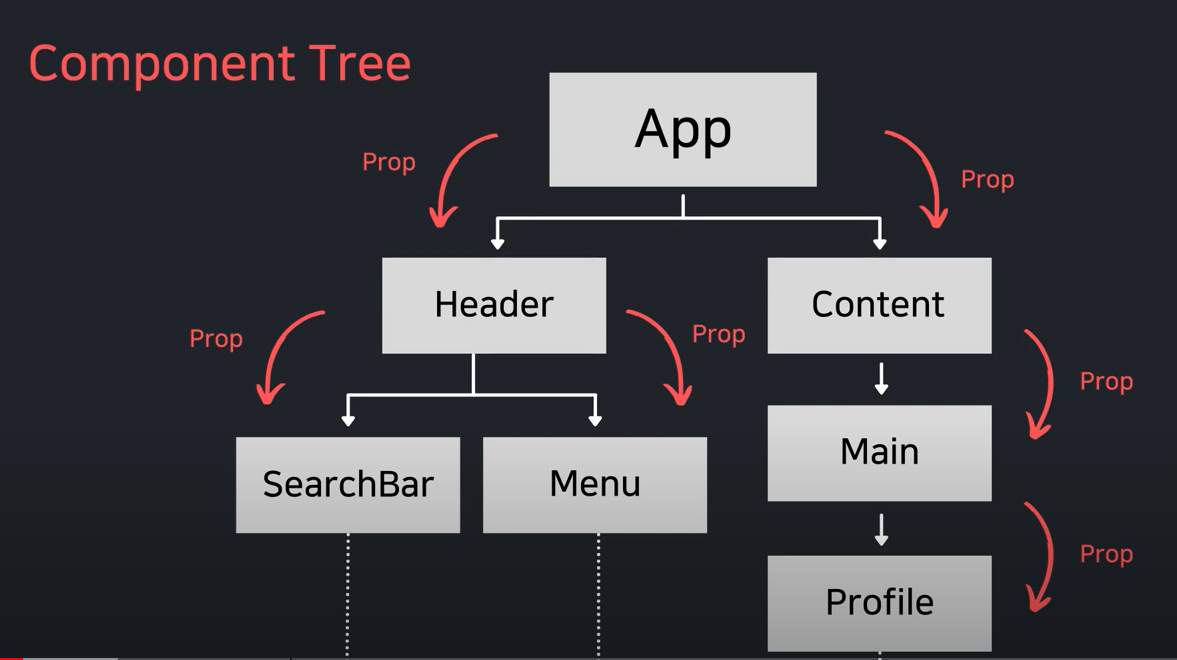 Component Tree
App
Prop
Prop
Header
Content
Prop
Prop
Prop
SearchBar
Menu
Main
Prop
Profile